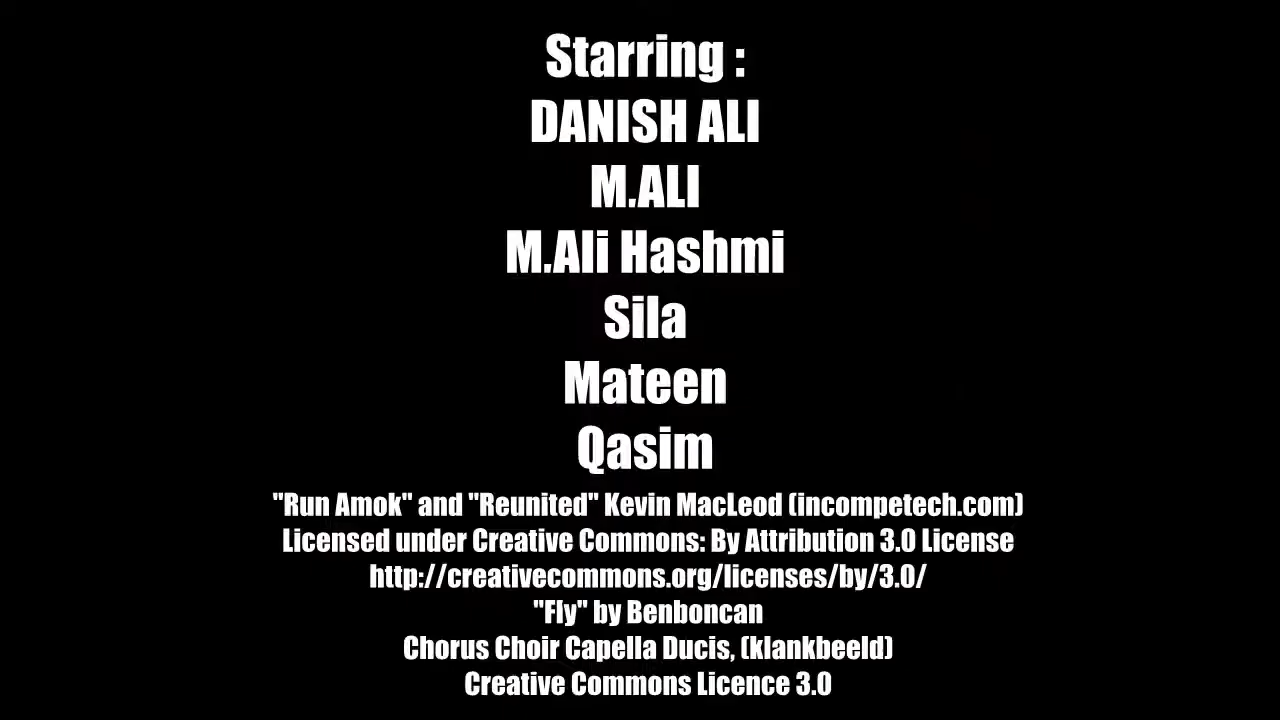 Starring :
DANISH ALI
M.ALI
M.Ali Hashmi
Sila
Mateen
Qasim
"Run Amok" and "Reunited" Kevin MacLeod (incompetech.com)
Licensed under Creative Commons: By Attribution 3.0 License
http://creativecommons.org/licenses/by/3.0/
"Fly" by Benboncan
Chorus Choir Capella Ducis, (klankbeeld)
Creative Commons Licence 3.0